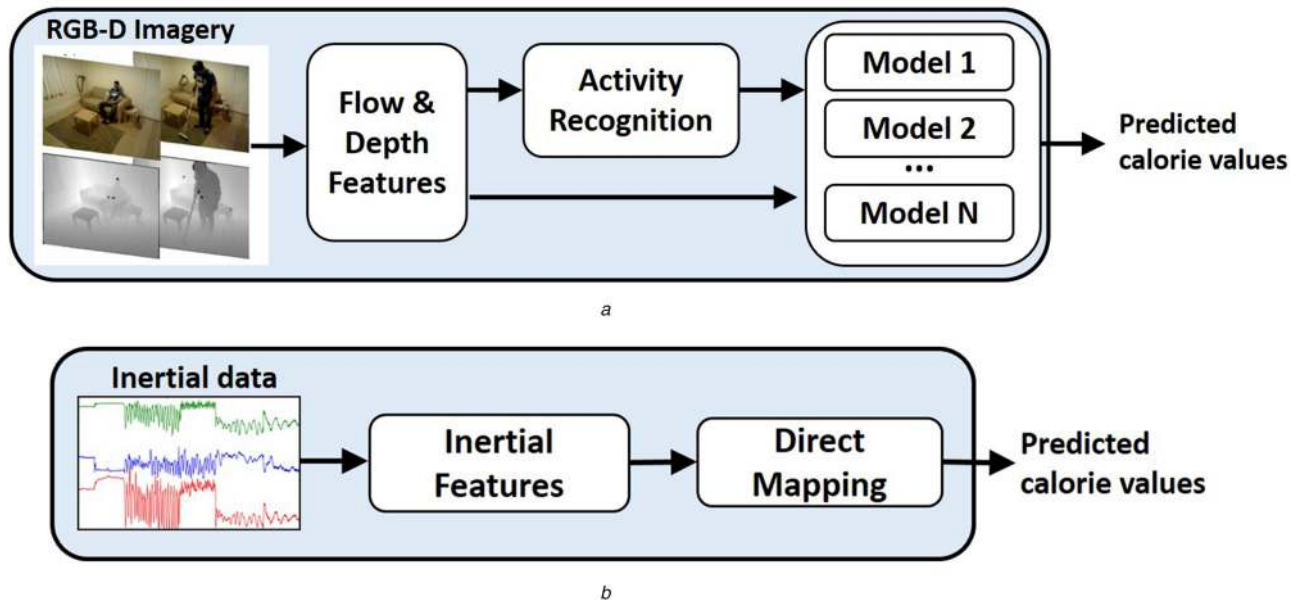 RGB-D Imagery
Flow &
Depth
Features
Activity
Recognition
Model 1
Model 2
...
Model N
Predicted
calorie values
a
Inertial data
Inertial
Features
Direct
Mapping
Predicted
calorie values
b